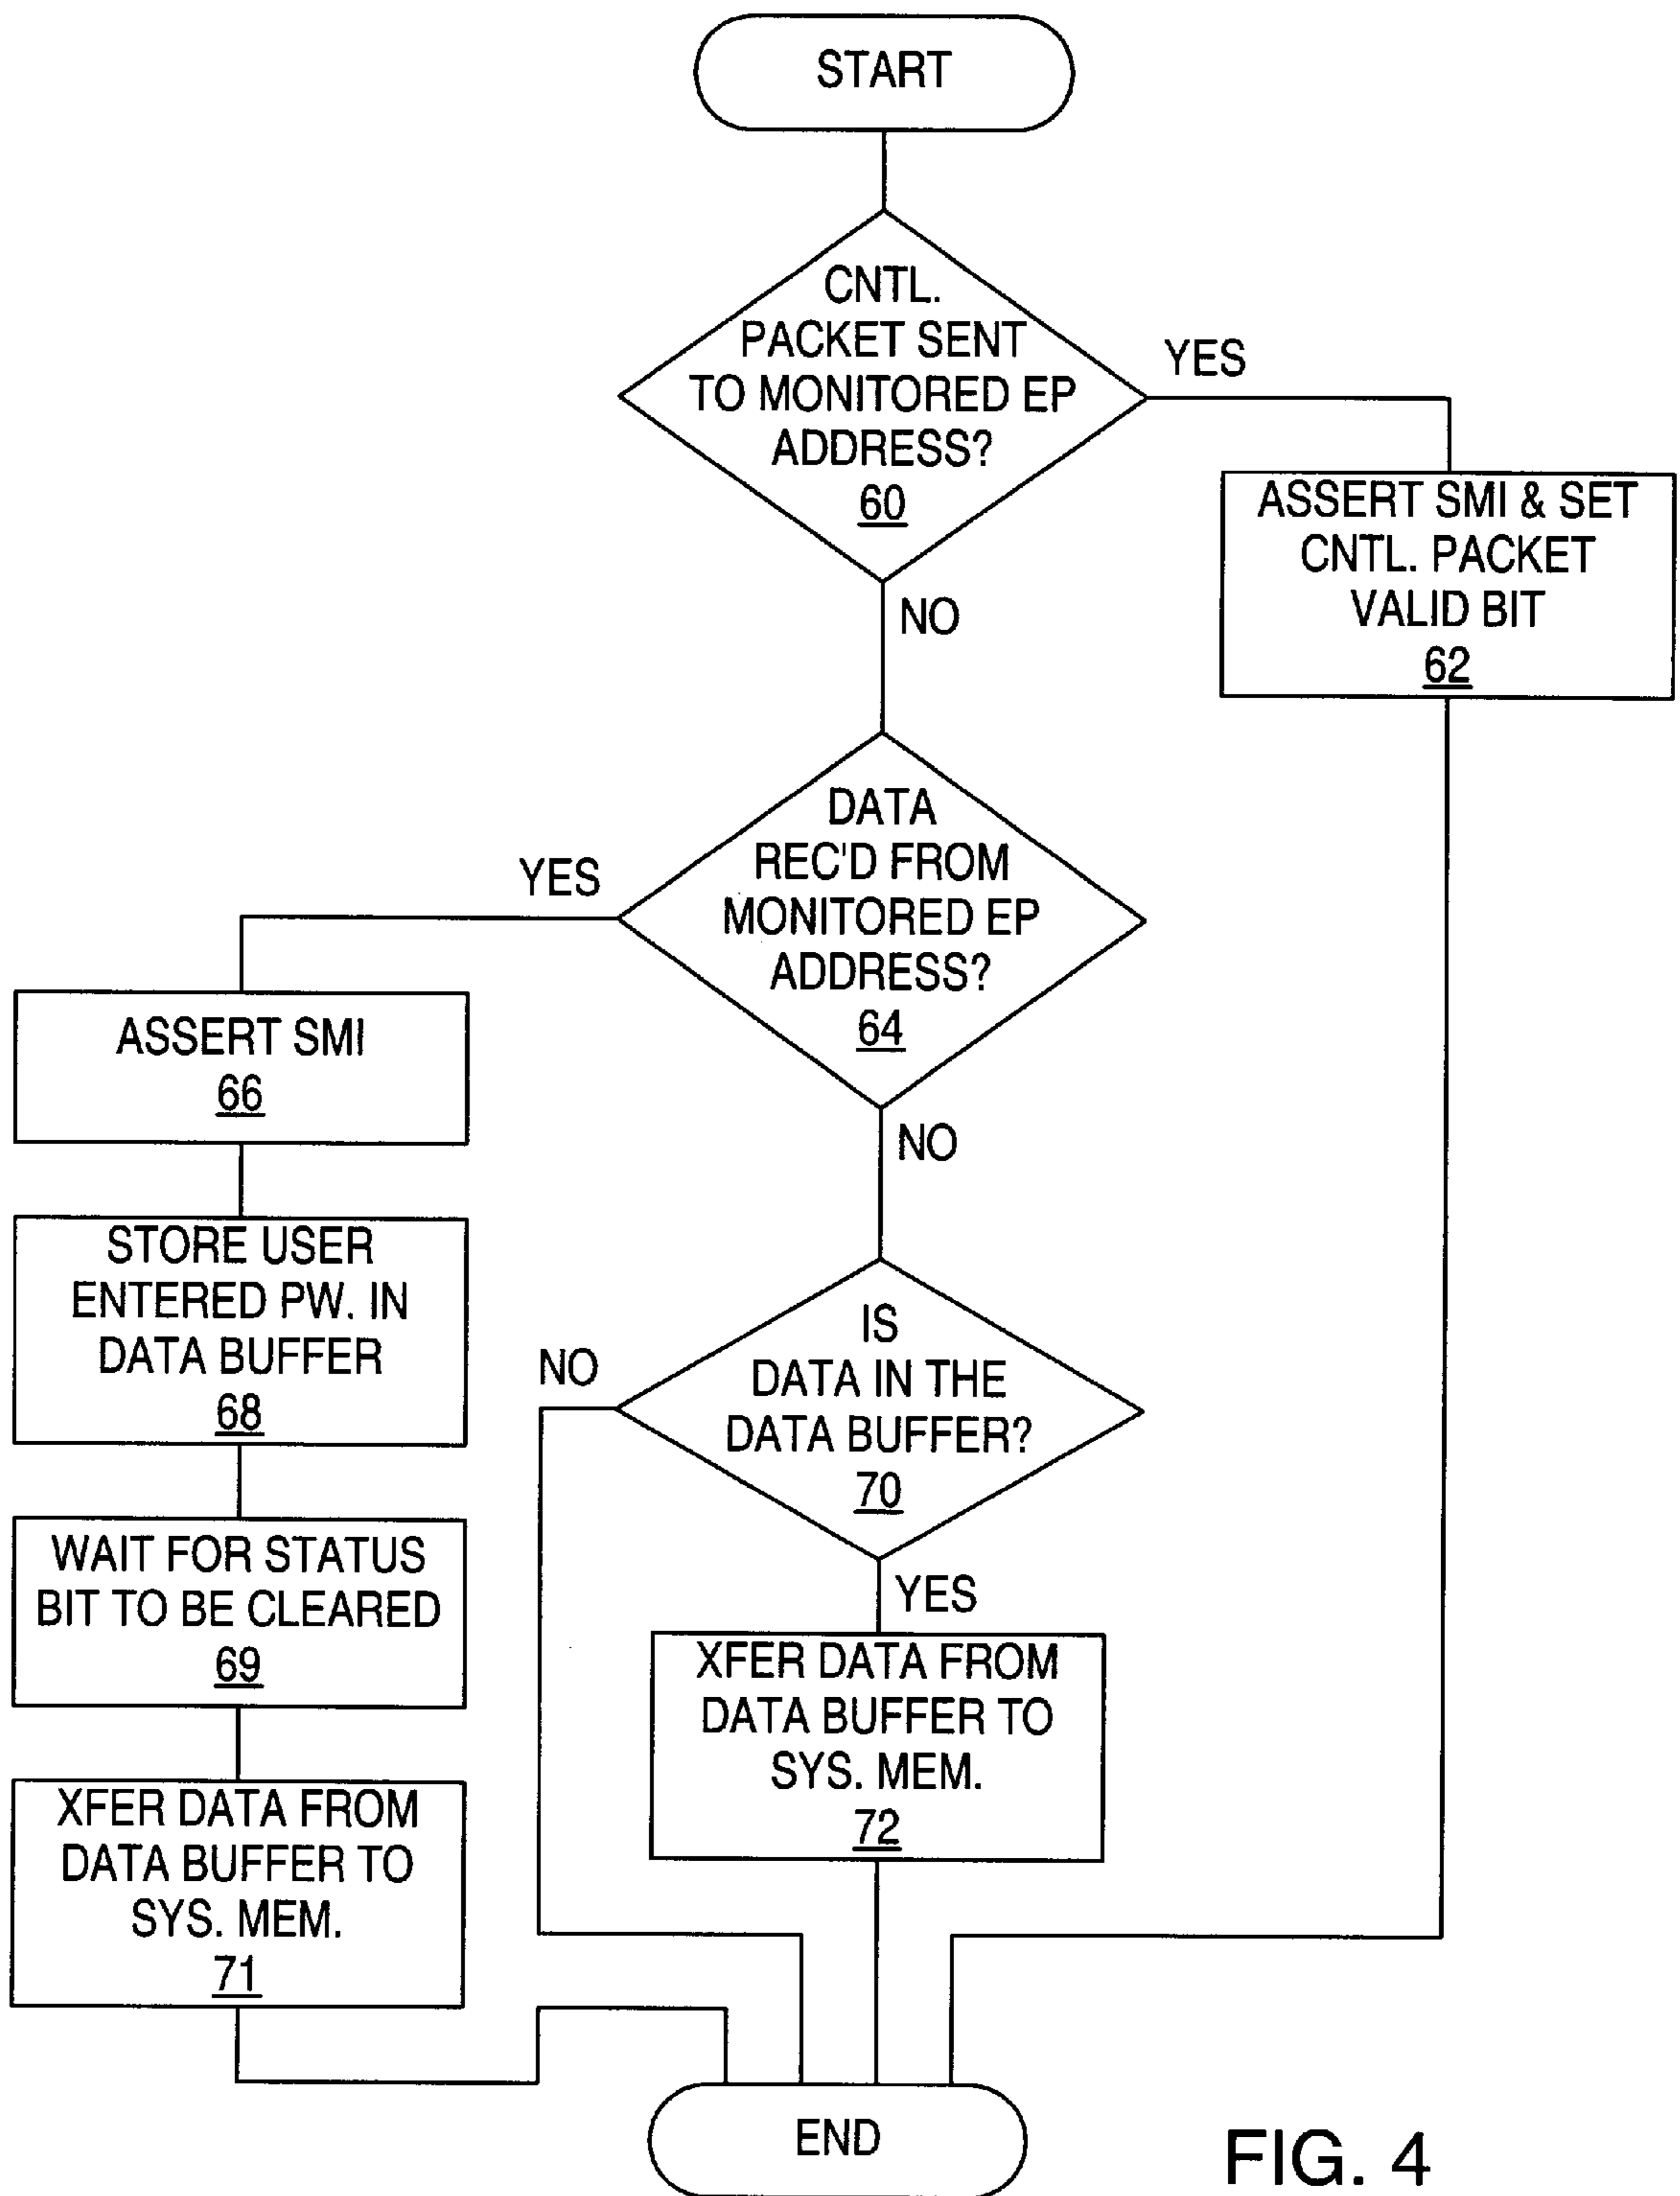 START
CNTL.
PACKET SENT
TO MONITORED EP
ADDRESS?
60
YES
NO
ASSERT SMI & SET
CNTL. PACKET
VALID BIT
62
DATA
REC'D FROM
MONITORED EP
ADDRESS?
64
YES
NO
ASSERT SMI
66
STORE USER
ENTERED PW. IN
DATA BUFFER
68
WAIT FOR STATUS
BIT TO BE CLEARED
69
XFER DATA FROM
DATA BUFFER TO
SYS. MEM.
71
IS
DATA IN THE
DATA BUFFER?
70
NO
YES
XFER DATA FROM
DATA BUFFER TO
SYS. MEM.
72
END
FIG. 4